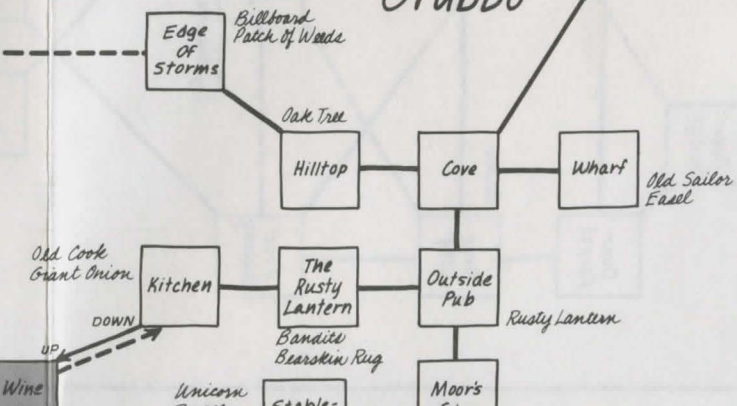 Grubbo
Billboard
Patch Of Weeds
Edge
Of
Storms
Oak Tree
Hilltop
Cove
Wharf
Old Sailor
Easel
Old Cook
Giant Onion
Kitchen
The
Rusty
Lantern
Outside
Pub
Rusty Lantern
DOWN
Bandits
Bearskin Rug
UP
Wine
Unicorn
Stables
Moor's